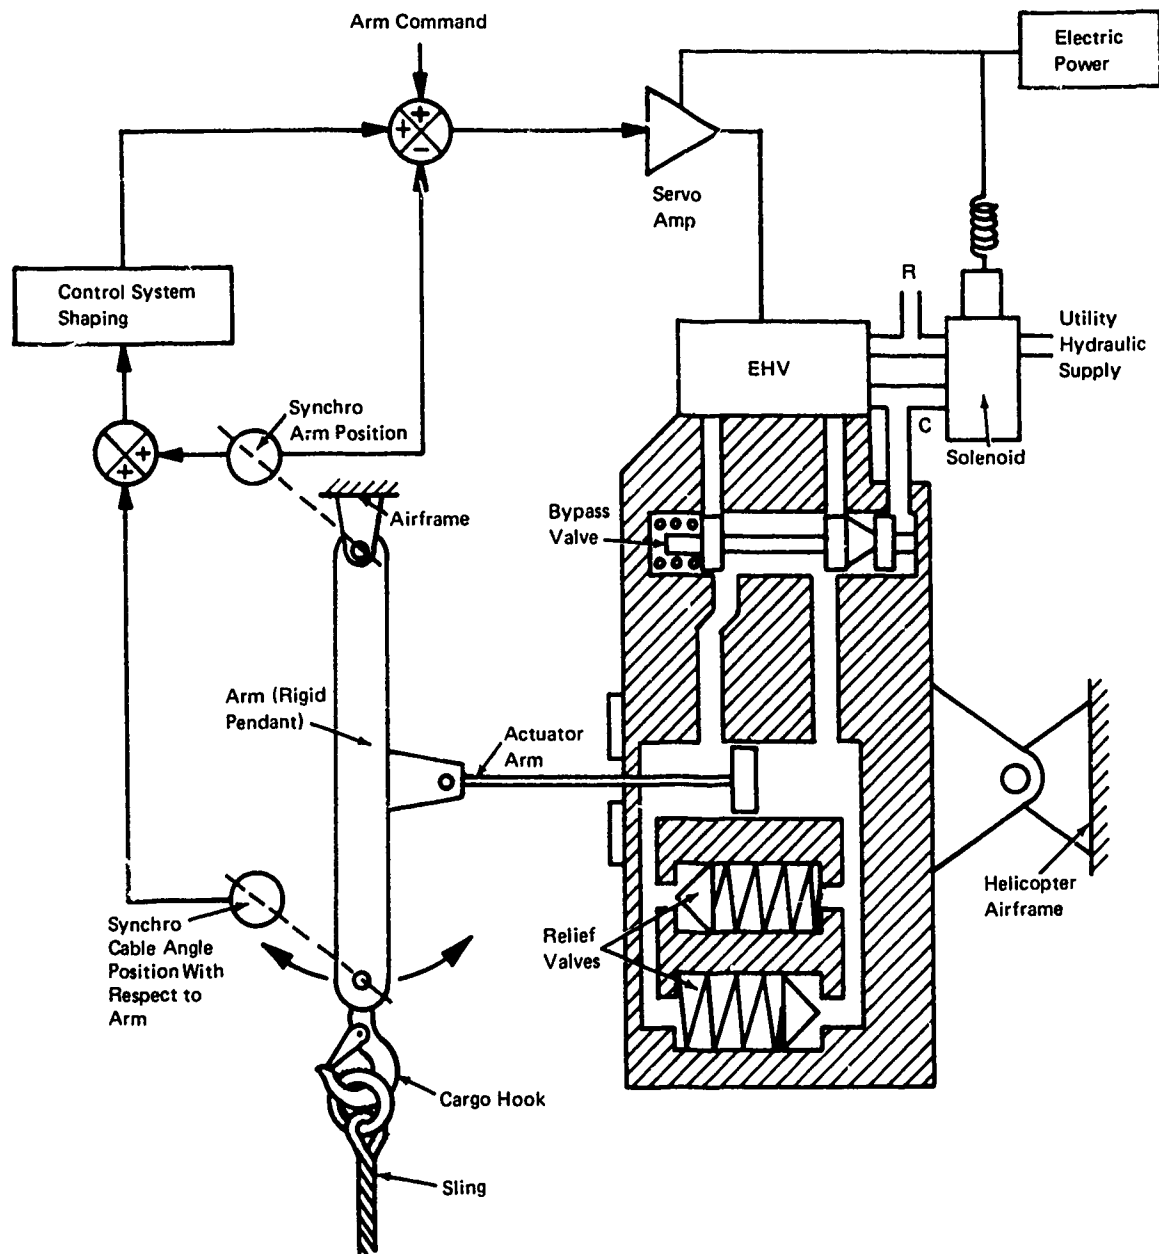 Arm Command
Electric
Power
+
+
−
Servo
Amp
Control System
Shaping
R
Utility
Hydraulic
Supply
EHV
C
Solenoid
Synchro
Arm Position
+
+
Airframe
Bypass
Valve
Arm (Rigid
Pendant)
Actuator
Arm
Synchro
Cable Angle
Position With
Respect to
Arm
Relief
Valves
Helicopter
Airframe
Cargo Hook
Sling